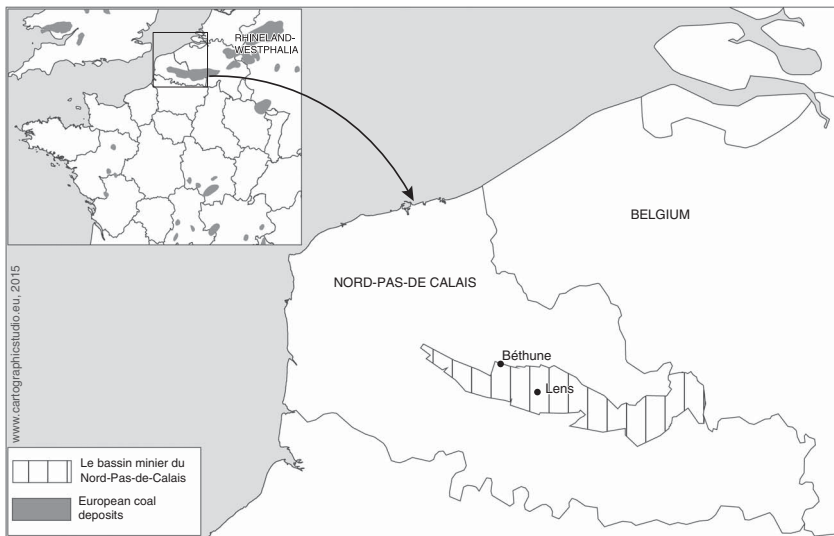 RHINELAND-
WESTPHALIA
BELGIUM
NORD-PAS-DE CALAIS
Béthune
Lens
www.cartographicstudio.eu, 2015
Le bassin minier du
Nord-Pas-de-Calais
European coal
deposits